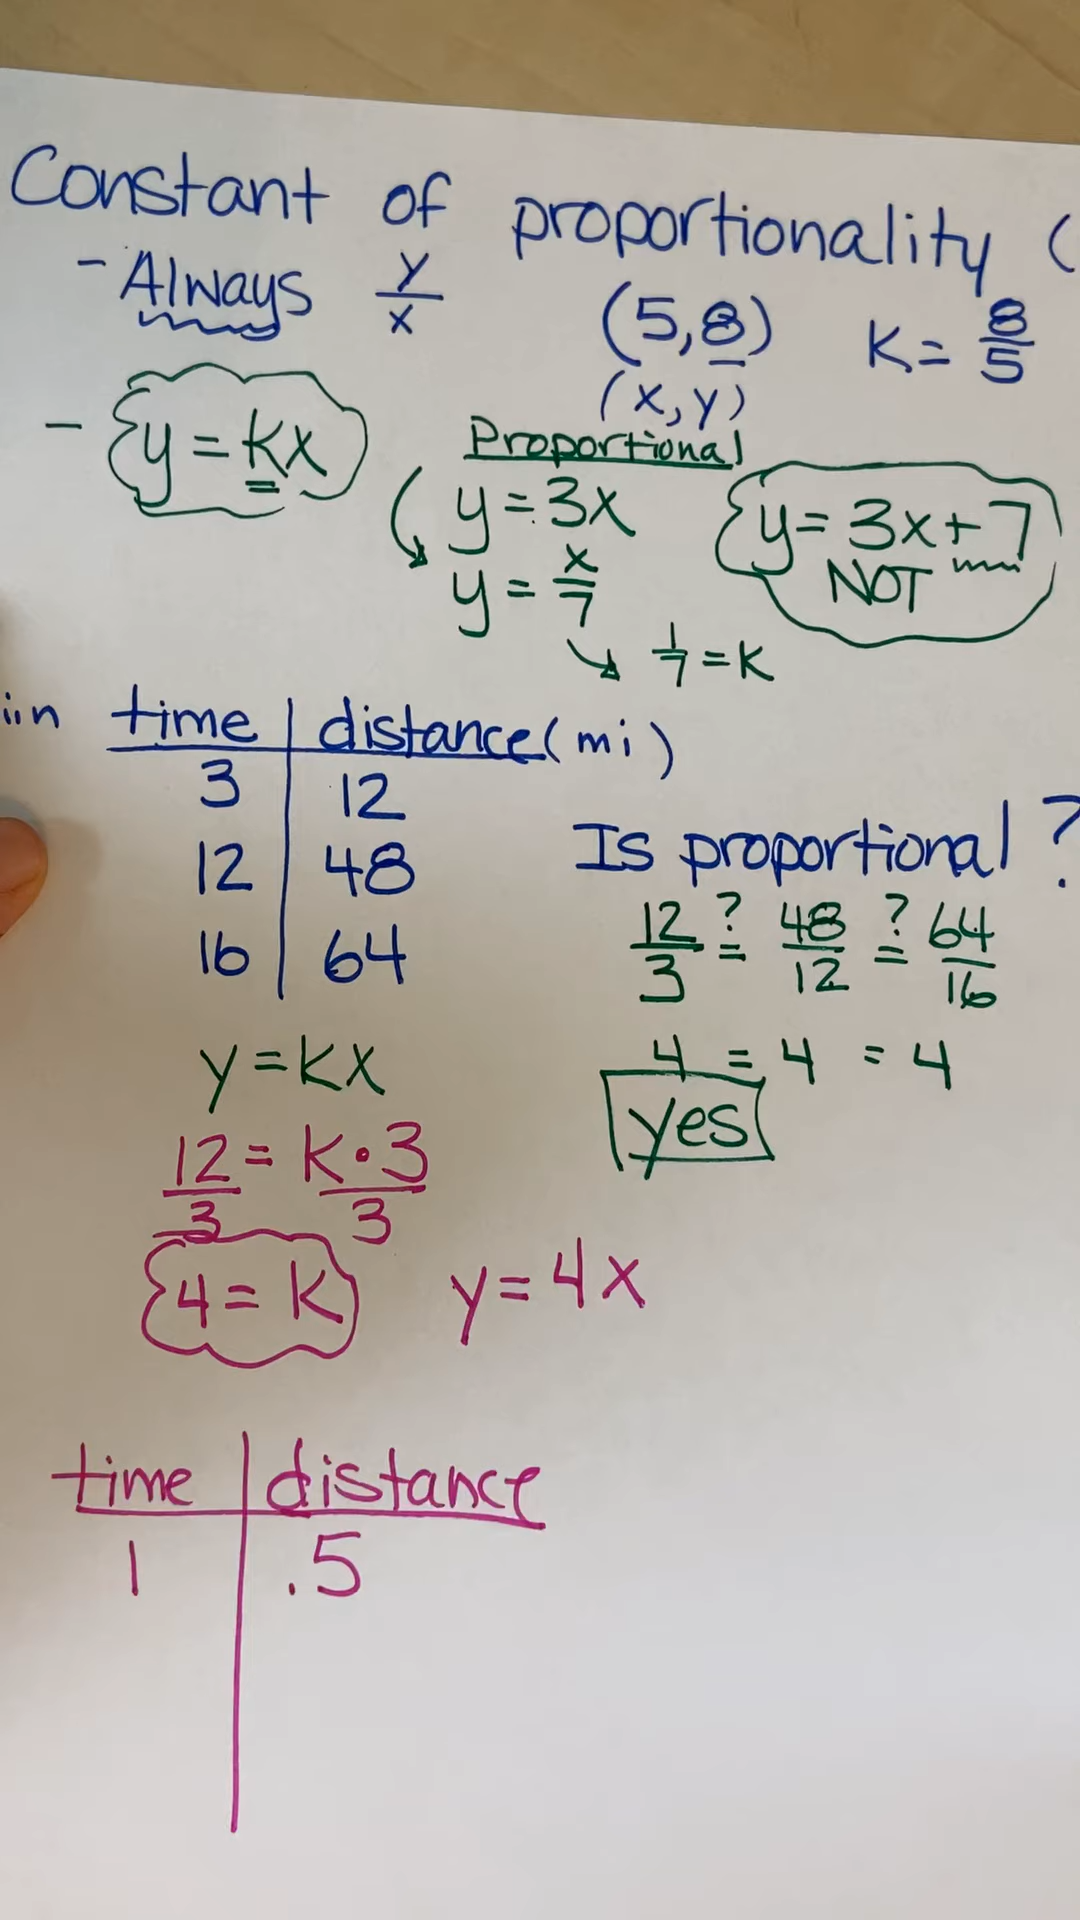 Constant of proportionality (
- Always y/x (5,8) K = 8/5
(x,y)
- y = kx Proportional
y = 3x y = 3x + 7
y = x/7 NOT
1/7 = K
time | distance (mi)
3 | 12
12 | 48
16 | 64
Is proportional ?
12/3 ?= 48/12 ?= 64/16
4 = 4 = 4
yes
y = kx
12/3 = K • 3/3
4 = K y = 4x
time | distance
1 | .5